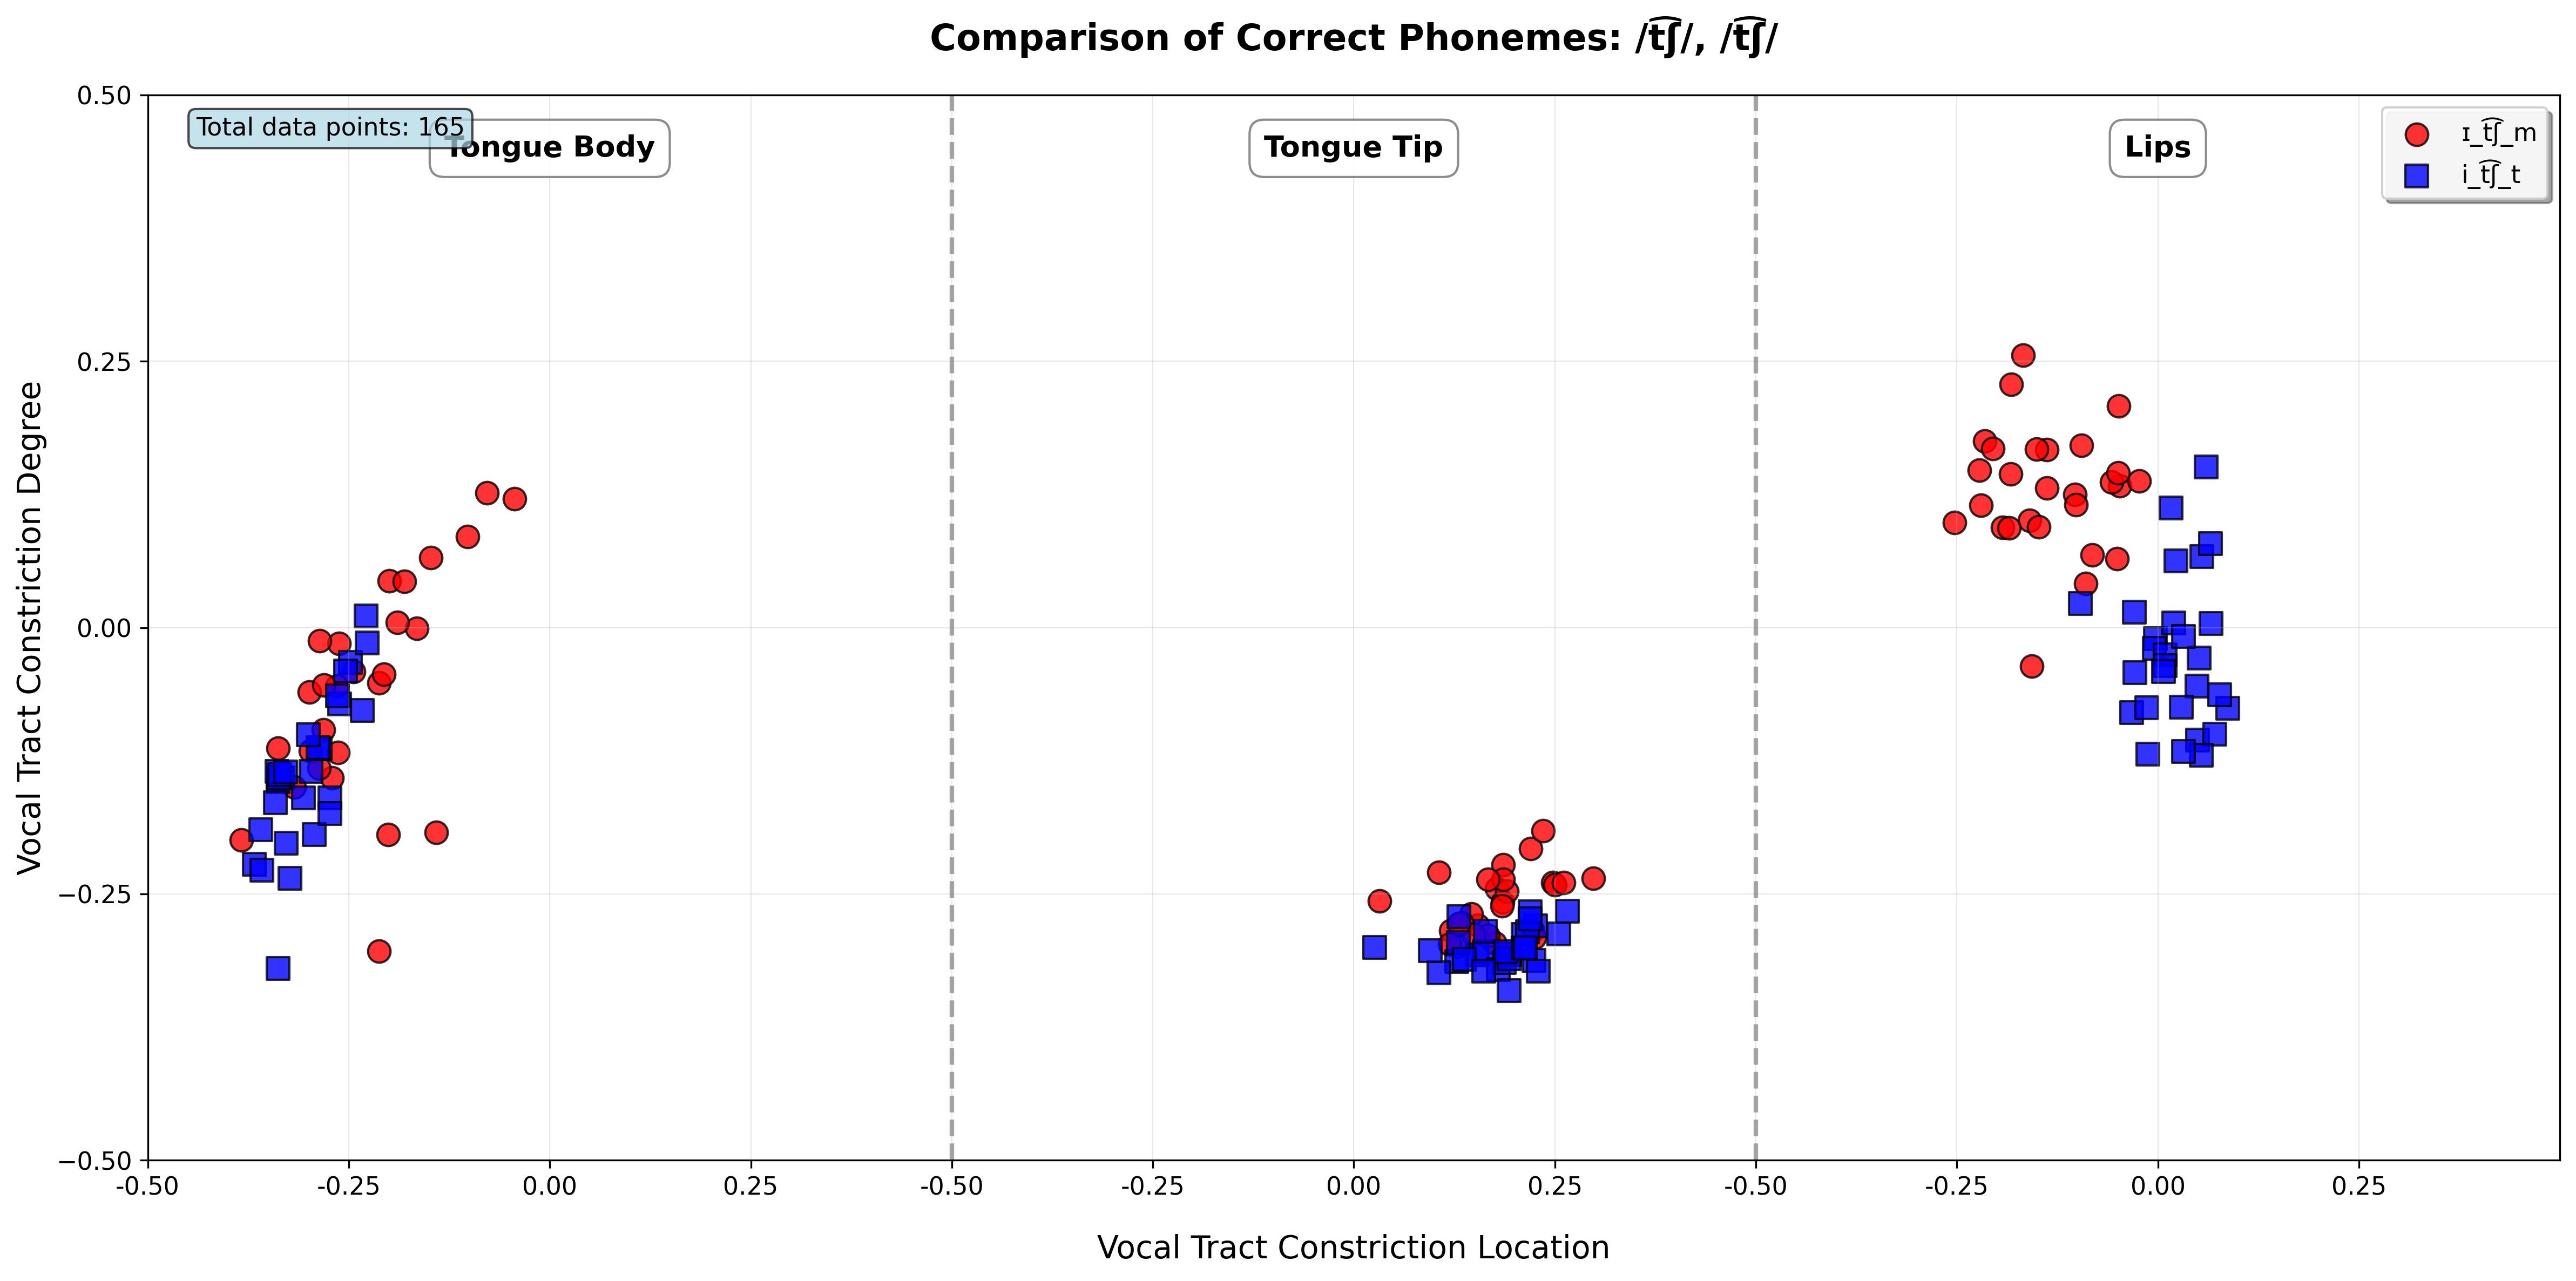 Comparison of Correct Phonemes: /t͡ʃ/, /t͡ʃ/
Total data points: 165
Tongue Body
Tongue Tip
Lips
ɪ_t͡ʃ_m
i_t͡ʃ_t
Vocal Tract Constriction Degree
0.50
0.25
0.00
−0.25
−0.50
-0.50 -0.25 0.00 0.25 -0.50 -0.25 0.00 0.25 -0.50 -0.25 0.00 0.25
Vocal Tract Constriction Location